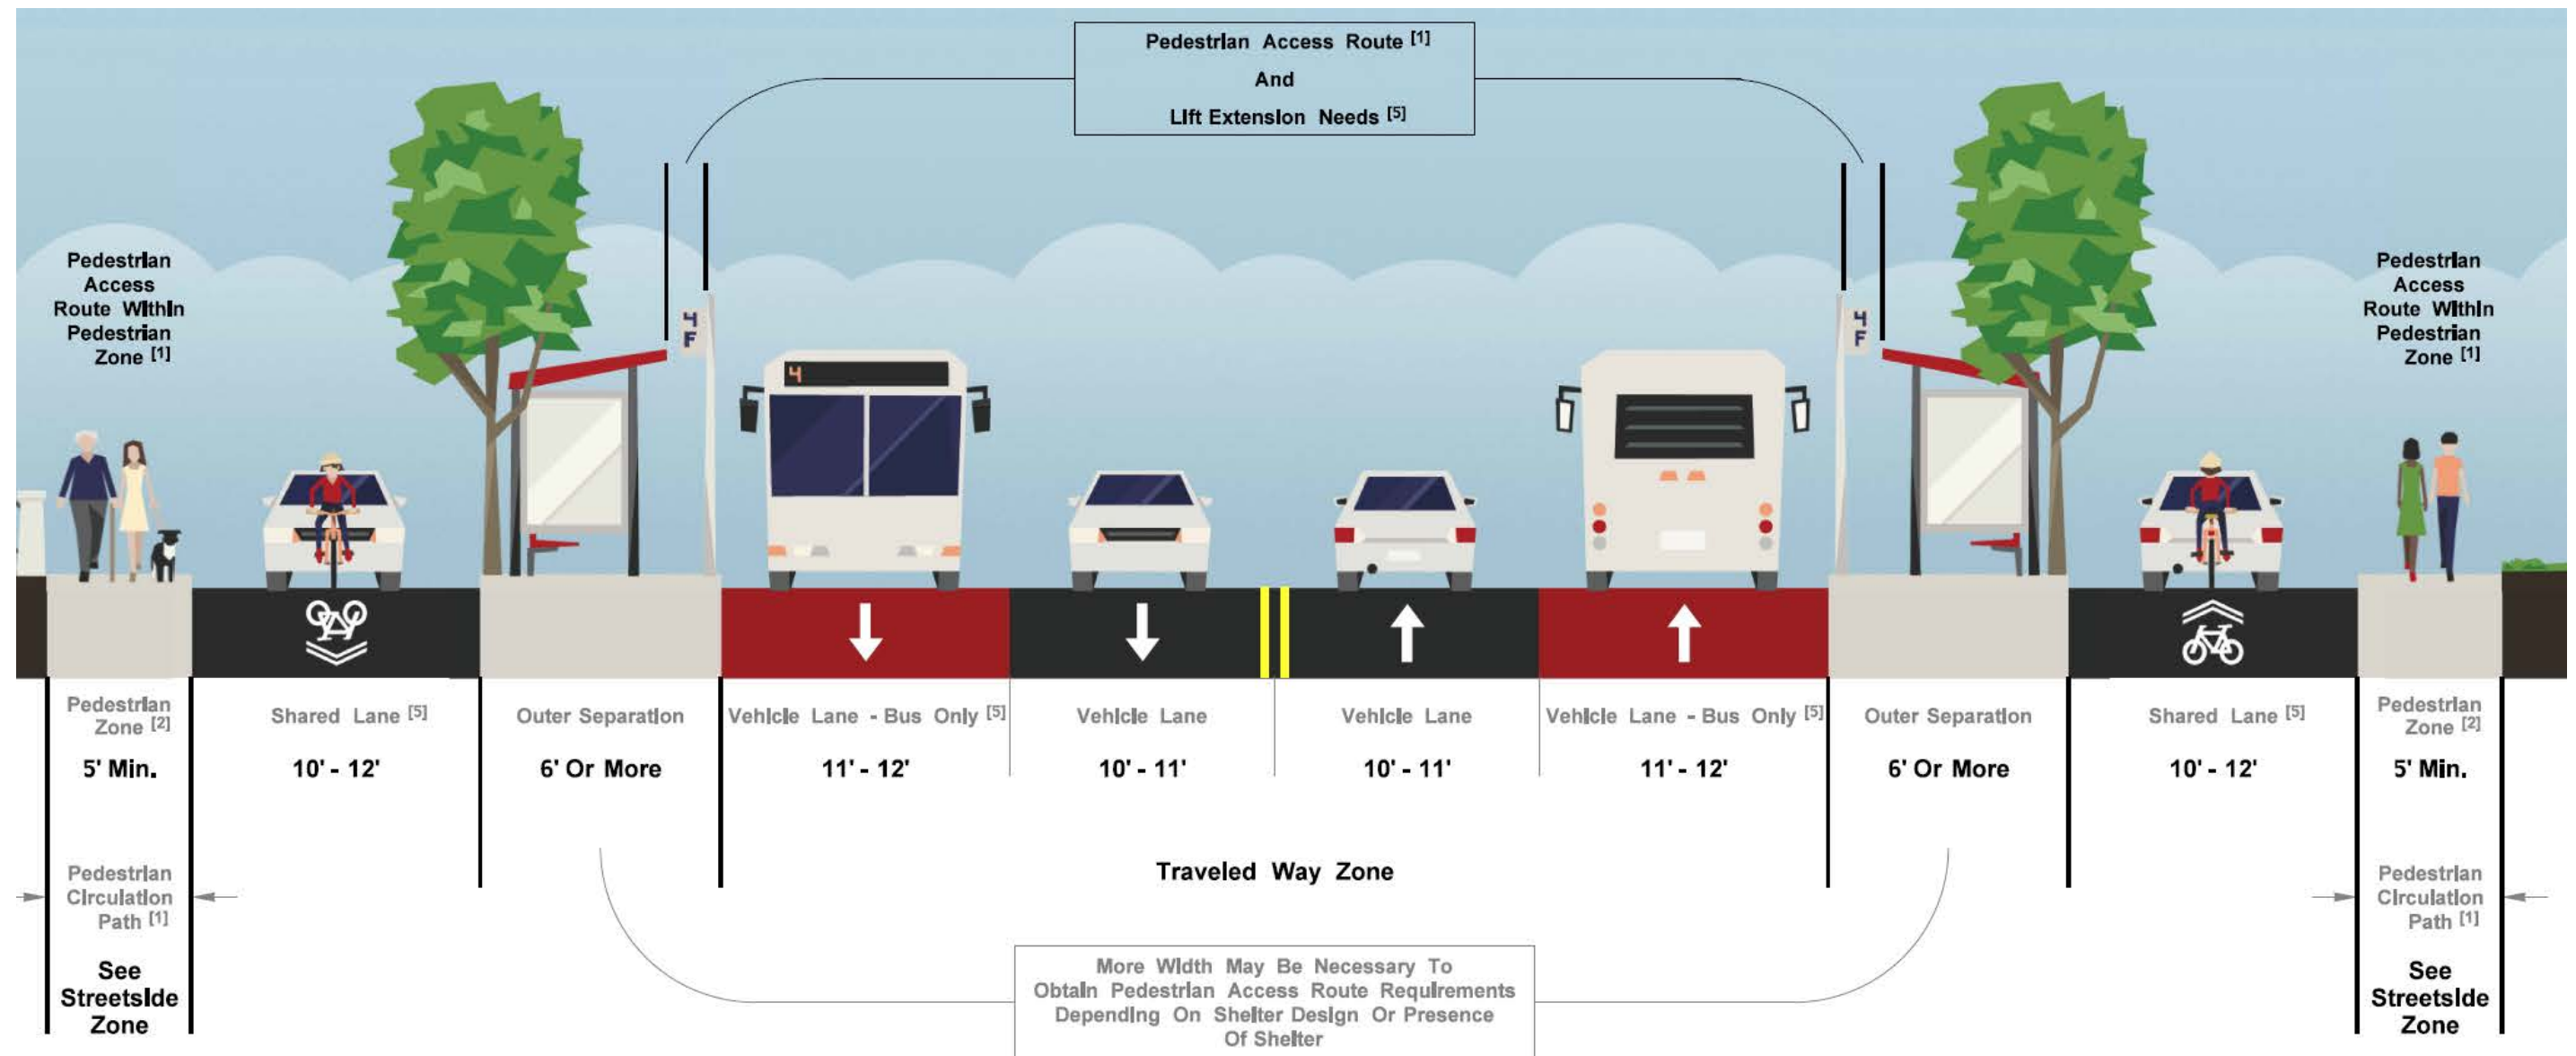 Pedestrian Access Route [1]
And
Lift Extension Needs [5]
Pedestrian
Access
Route Within
Pedestrian
Zone [1]
Pedestrian
Access
Route Within
Pedestrian
Zone [1]
4
F
4
F
4
Pedestrian
Zone [2]
5' Min.
Shared Lane [5]
10' - 12'
Outer Separation
6' Or More
Vehicle Lane - Bus Only [5]
11' - 12'
Vehicle Lane
10' - 11'
Vehicle Lane
10' - 11'
Vehicle Lane - Bus Only [5]
11' - 12'
Outer Separation
6' Or More
Shared Lane [5]
10' - 12'
Pedestrian
Zone [2]
5' Min.
Pedestrian
Circulation
Path [1]
See
Streetside
Zone
Traveled Way Zone
More Width May Be Necessary To
Obtain Pedestrian Access Route Requirements
Depending On Shelter Design Or Presence
Of Shelter
Pedestrian
Circulation
Path [1]
See
Streetside
Zone